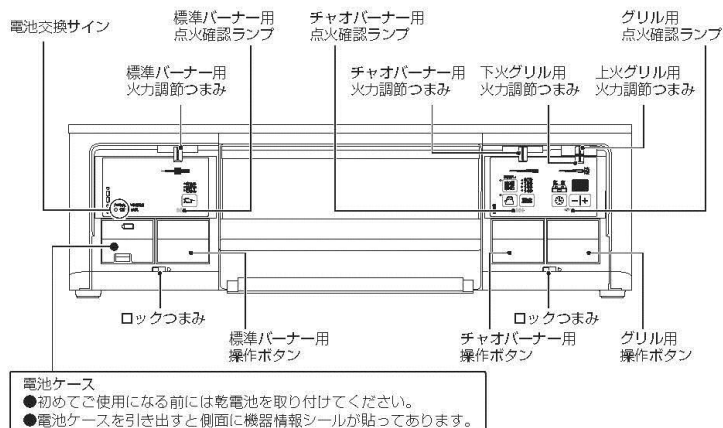 電池交換サイン
標準バーナー用
点火確認ランプ
チャオバーナー用
点火確認ランプ
グリル用
点火確認ランプ
標準バーナー用
火力調節つまみ
チャオバーナー用
火力調節つまみ
下火グリル用
火力調節つまみ
上火グリル用
火力調節つまみ
ロックつまみ
標準バーナー用
操作ボタン
チャオバーナー用
操作ボタン
ロックつまみ
グリル用
操作ボタン
電池ケース
●初めてご使用になる前には乾電池を取り付けてください。
●電池ケースを引き出すと側面に機器情報シールが貼ってあります。